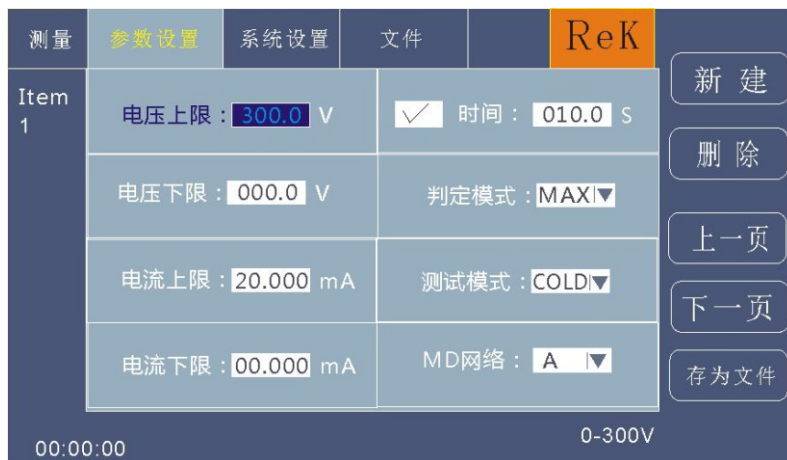 测量 参数设置 系统设置 文件 ReK
Item
1
电压上限： 300.0 V
时间： 010.0 S
电压下限： 000.0 V
判定模式：MAX
电流上限：20.000 mA
测试模式：COLD
电流下限：00.000 mA
MD网络： A
新建
删除
上一页
下一页
存为文件
00:00:00
0-300V